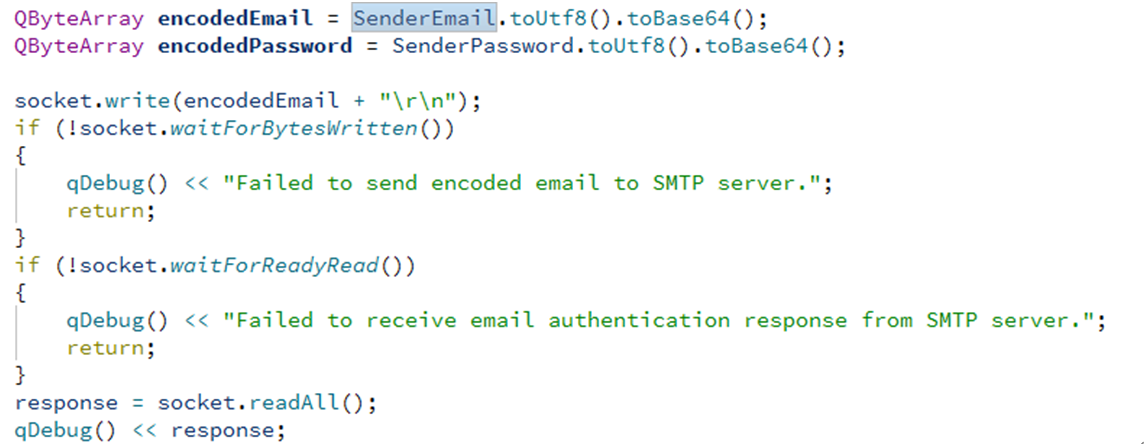 QByteArray encodedEmail = SenderEmail.toUtf8().toBase64();
QByteArray encodedPassword = SenderPassword.toUtf8().toBase64();
socket.write(encodedEmail + "\r\n");
if (!socket.waitForBytesWritten())
{
qDebug() << "Failed to send encoded email to SMTP server.";
return;
}
if (!socket.waitForReadyRead())
{
qDebug() << "Failed to receive email authentication response from SMTP server.";
return;
}
response = socket.readAll();
qDebug() << response;